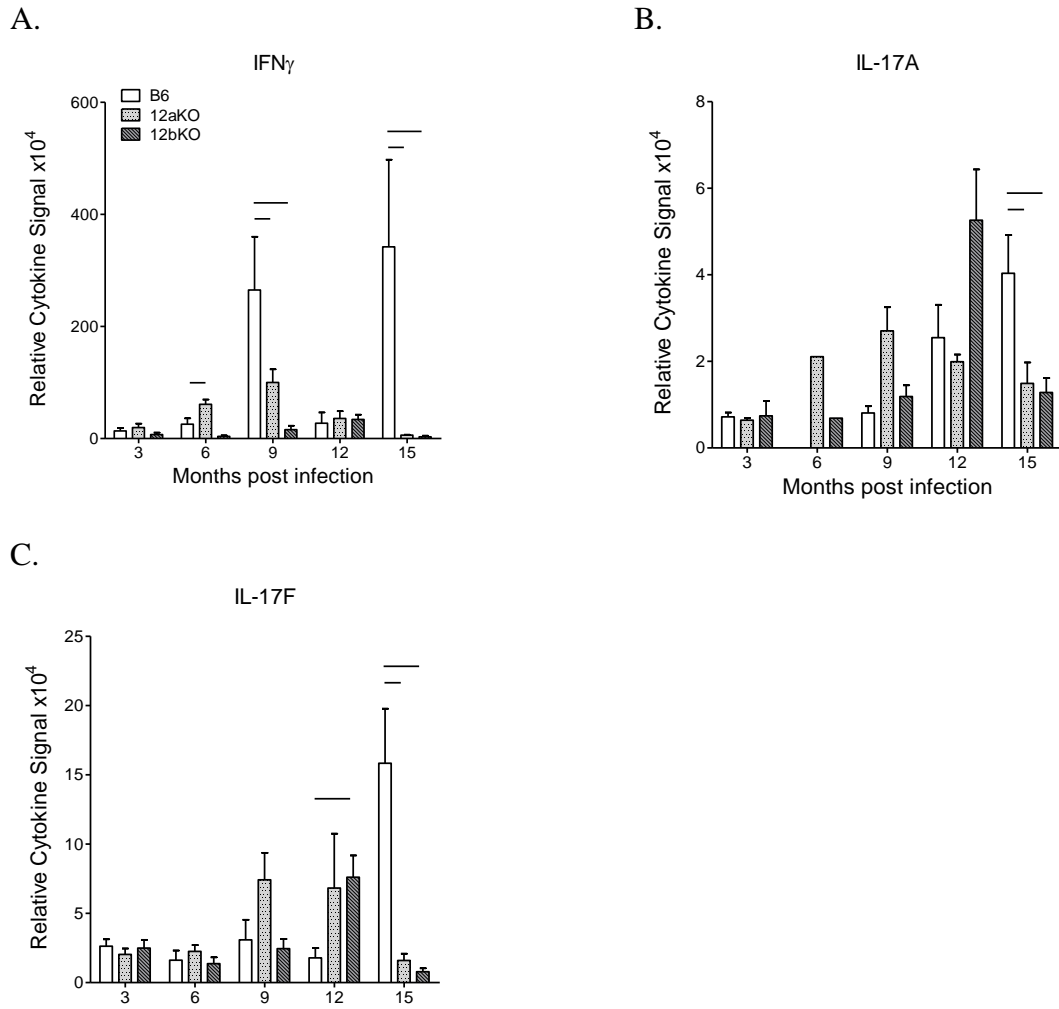 A.
IFNγ
B6
12aKO
12bKO
Relative Cytokine Signal x10⁴
600
400
200
0
3 6 9 12 15
Months post infection
B.
IL-17A
Relative Cytokine Signal x10⁴
8
6
4
2
0
3 6 9 12 15
Months post infection
C.
IL-17F
Relative Cytokine Signal x10⁴
25
20
15
10
5
0
3 6 9 12 15